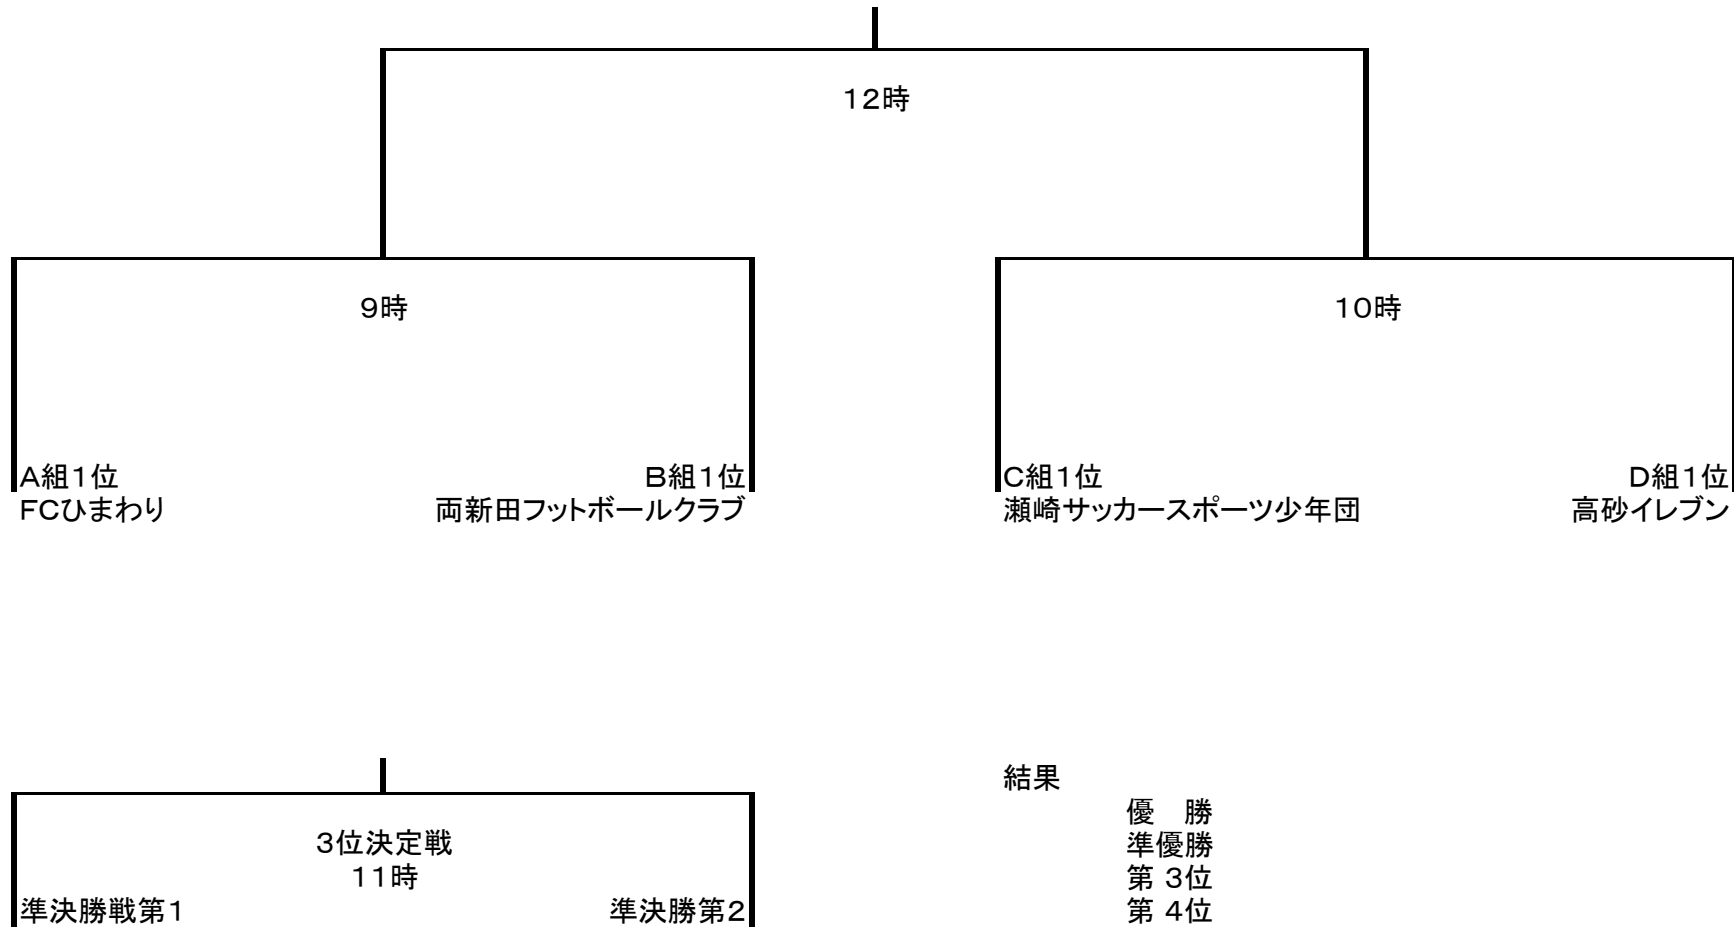 12時
9時
10時
A組1位
B組1位
C組1位
D組1位
FCひまわり
両新田フットボールクラブ
瀬崎サッカースポーツ少年団
高砂イレブン
3位決定戦
11時
準決勝戦第1
準決勝第2
結果
優　勝
準優勝
第 3位
第 4位